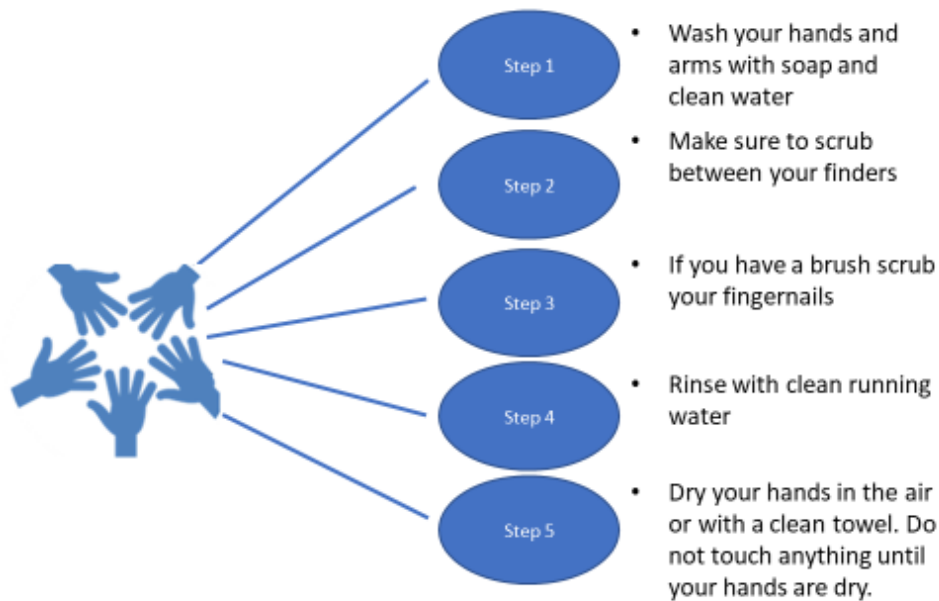 Step 1
• Wash your hands and
arms with soap and
clean water
Step 2
• Make sure to scrub
between your finders
Step 3
• If you have a brush scrub
your fingernails
Step 4
• Rinse with clean running
water
Step 5
• Dry your hands in the air
or with a clean towel. Do
not touch anything until
your hands are dry.